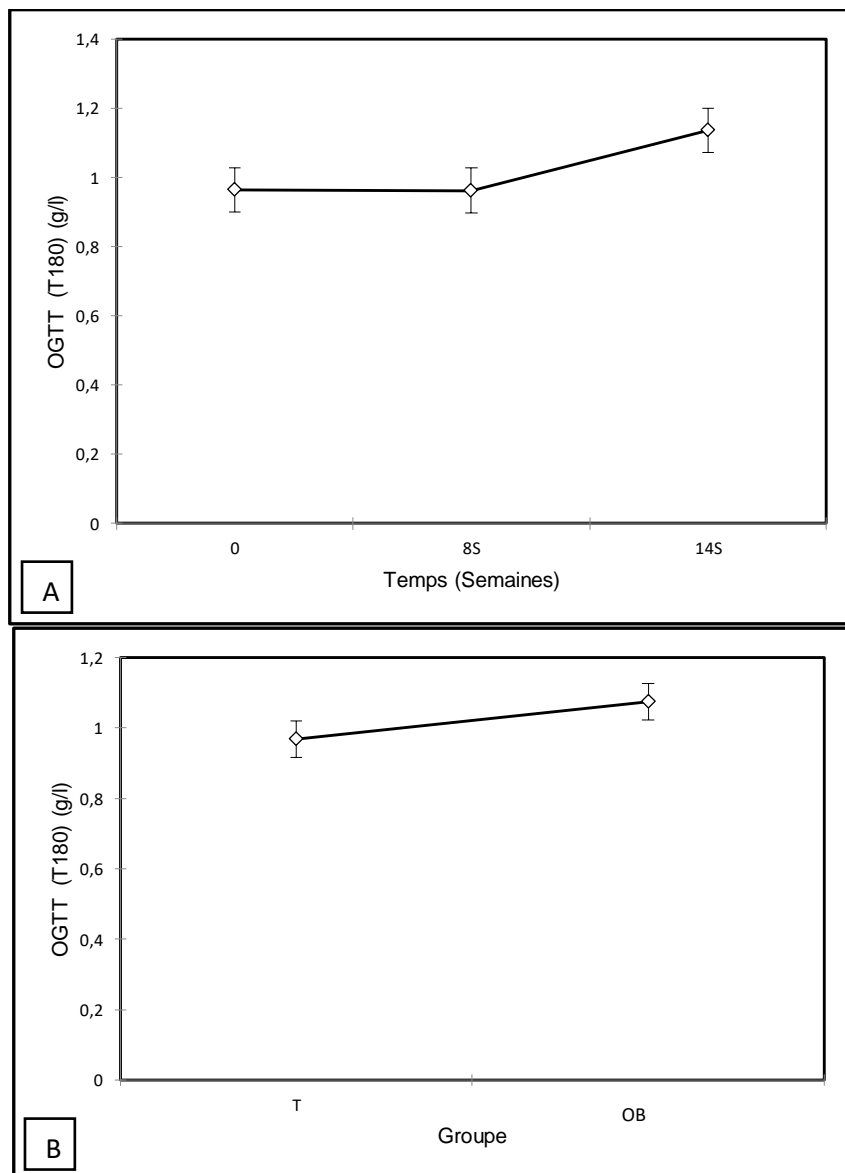 1,4
1,2
1
0,8
0,6
0,4
0,2
0
OGTT (T180) (g/l)
0 8S 14S
Temps (Semaines)
A
1,2
1
0,8
0,6
0,4
0,2
0
OGTT (T180) (g/l)
T OB
Groupe
B